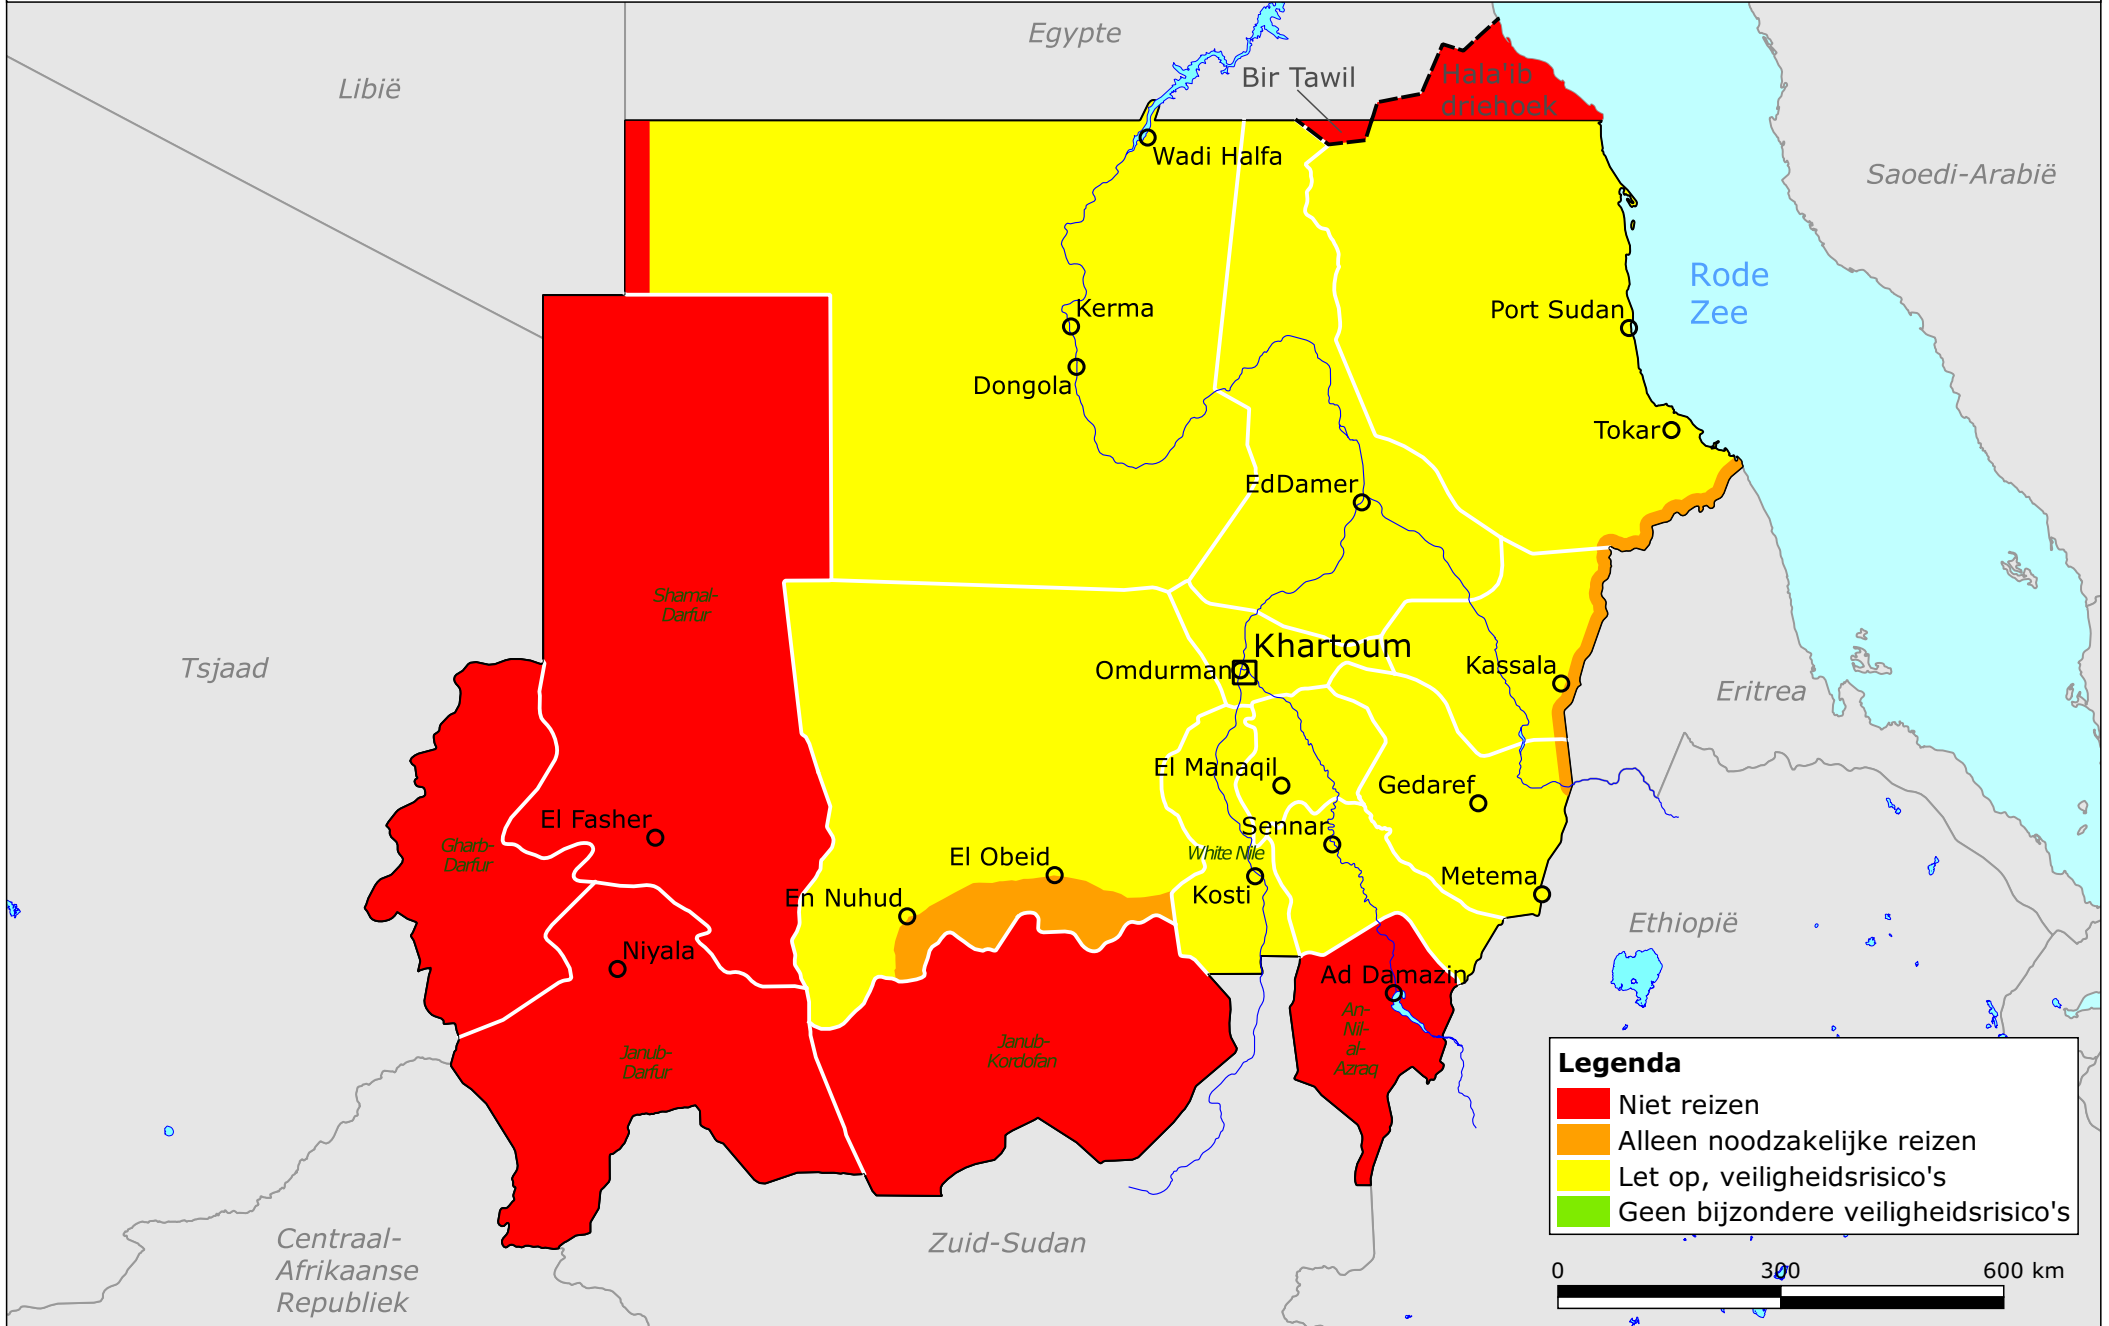 Egypte
Libië
Bir Tawil
Hala'ib
driehoek
Wadi Halfa
Saoedi-Arabië
Rode
Zee
Kerma
Port Sudan
Dongola
Tokar
EdDamer
Shamal-
Darfur
Khartoum
Omdurman
Kassala
Tsjaad
Eritrea
El Manaqil
Gedaref
El Fasher
Sennar
Gharb-
Darfur
White Nile
El Obeid
Metema
Kosti
En Nuhud
Ethiopië
Niyala
Ad Damazin
An-
Nil-
al-
Azraq
Janub-
Kordofan
Janub-
Darfur
Legenda
Niet reizen
Alleen noodzakelijke reizen
Let op, veiligheidsrisico's
Geen bijzondere veiligheidsrisico's
Centraal-
Afrikaanse
Republiek
Zuid-Sudan
0 300 600 km